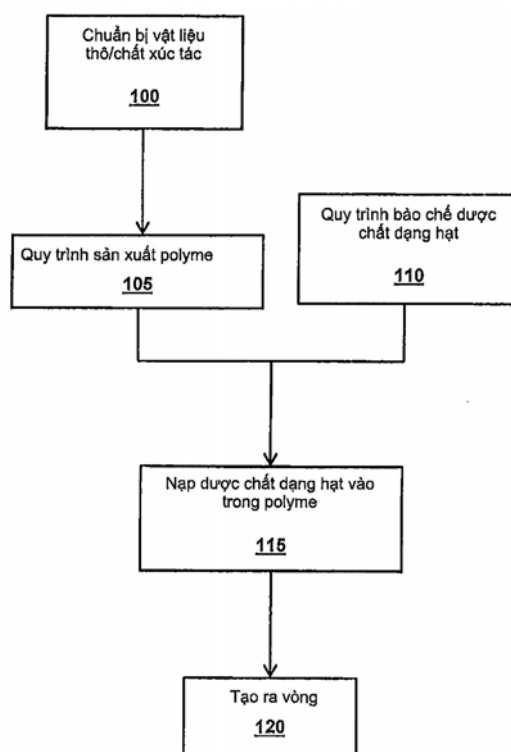 Chuẩn bị vật liệu
thô/chất xúc tác
100
Quy trình sản xuất polyme
105
Quy trình bào chế dược
chất dạng hạt
110
Nạp dược chất dạng hạt vào
trong polyme
115
Tạo ra vòng
120